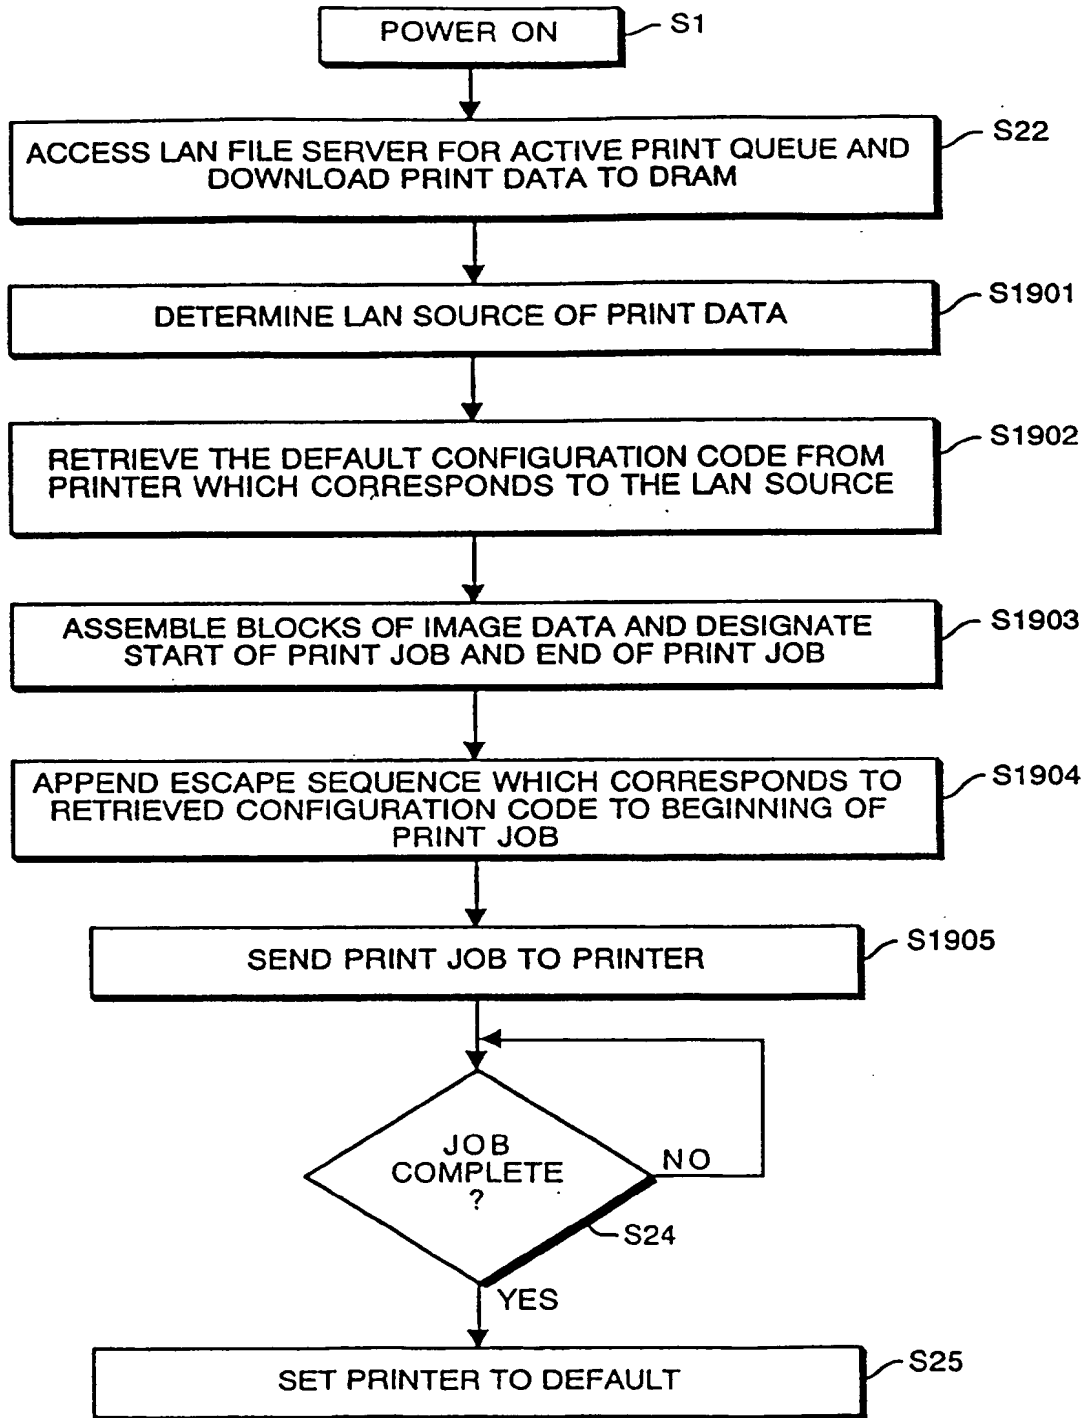 POWER ON
S1
ACCESS LAN FILE SERVER FOR ACTIVE PRINT QUEUE AND
DOWNLOAD PRINT DATA TO DRAM
S22
DETERMINE LAN SOURCE OF PRINT DATA
S1901
RETRIEVE THE DEFAULT CONFIGURATION CODE FROM
PRINTER WHICH CORRESPONDS TO THE LAN SOURCE
S1902
ASSEMBLE BLOCKS OF IMAGE DATA AND DESIGNATE
START OF PRINT JOB AND END OF PRINT JOB
S1903
APPEND ESCAPE SEQUENCE WHICH CORRESPONDS TO
RETRIEVED CONFIGURATION CODE TO BEGINNING OF
PRINT JOB
S1904
SEND PRINT JOB TO PRINTER
S1905
JOB
COMPLETE
?
NO
S24
YES
SET PRINTER TO DEFAULT
S25